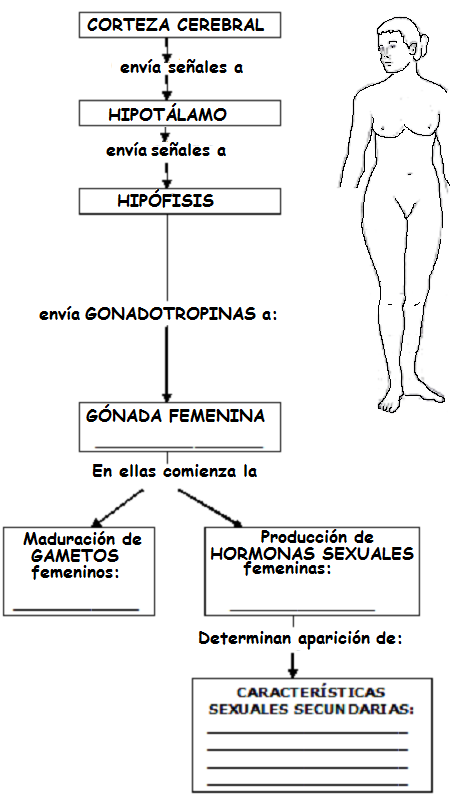 CORTEZA CEREBRAL
envía señales a
HIPOTÁLAMO
envía señales a
HIPÓFISIS
envía GONADOTROPINAS a:
GÓNADA FEMENINA
En ellas comienza la
Maduración de
GAMETOS
femeninos:
Producción de
HORMONAS SEXUALES
femeninas:
Determinan aparición de:
CARACTERÍSTICAS
SEXUALES SECUNDARIAS: